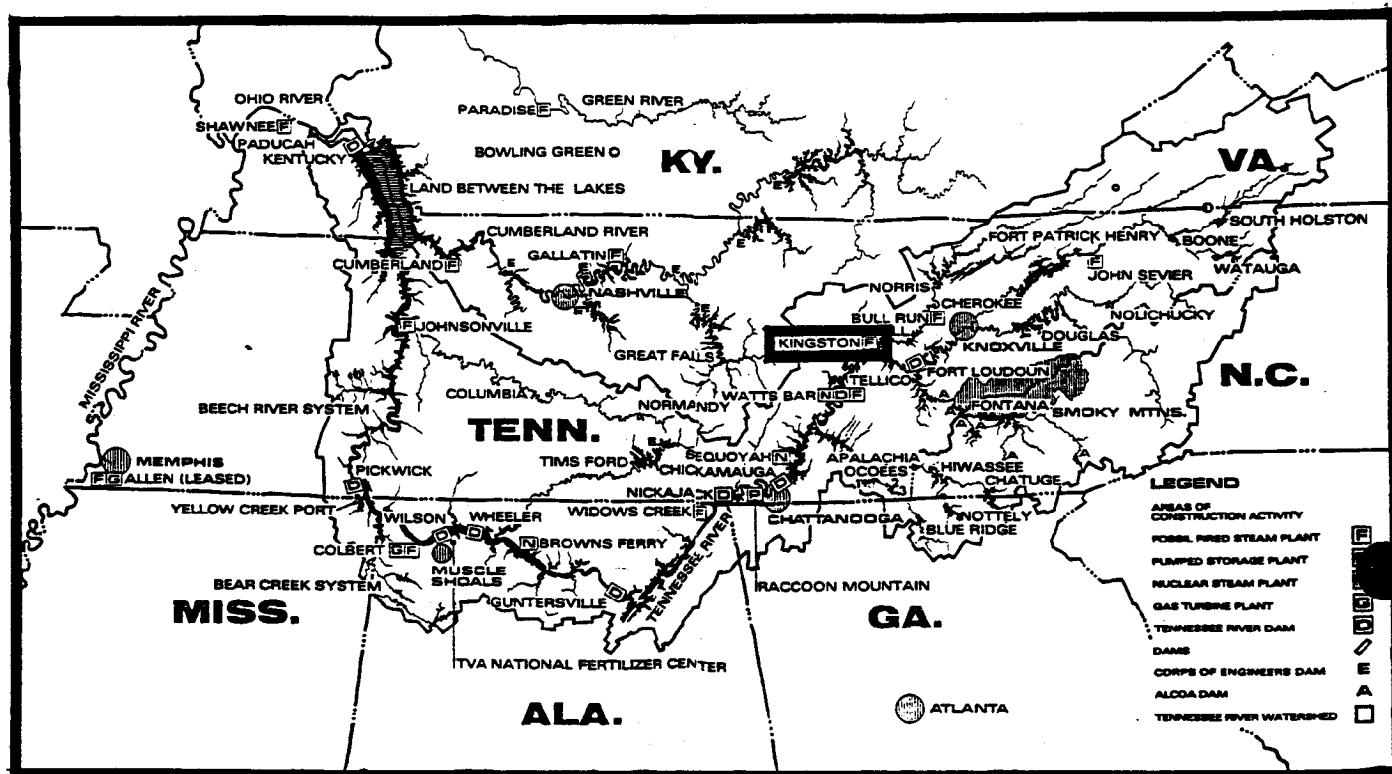 OHIO RIVER
SHAWNEE F
PADUCAH
KENTUCKY D
PARADISE F
GREEN RIVER
BOWLING GREEN
KY.
VA.
LAND BETWEEN THE LAKES
SOUTH HOLSTON
CUMBERLAND RIVER
FORT PATRICK HENRY
BOONE
GALLATIN F
E
E
E
E
E
E
CUMBERLAND F
F
JOHN SEVIER
WATAUGA
NASHVILLE
NORRIS
CHEROKEE
MISSISSIPPI RIVER
F JOHNSONVILLE
BULL RUN F
NOLICHUCKY
DOUGLAS
KINGSTON F
KNOXVILLE
GREAT FALLS
D
FORT LOUDOUN
TELLICO
N.C.
COLUMBIA
NORMANDY
WATTS BAR N D F
A
FONTANA
SMOKY MTNS.
BEECH RIVER SYSTEM
TENN.
A
E
SEQUOYAH N
APALACHIA
TIMS FORD
CHICKAMAUGA D
OCOEES
HIWASSEE
A
A
MEMPHIS
PICKWICK
D
CHATUGE
F G ALLEN (LEASED)
NICKAJACK D P
1 2 3
YELLOW CREEK PORT
WIDOWS CREEK F
CHATTANOOGA
NOTTELY
BLUE RIDGE
WILSON D
WHEELER D
COLBERT G F
N BROWNS FERRY
MUSCLE
SHOALS
TENNESSEE RIVER
BEAR CREEK SYSTEM
GUNTERSVILLE D
RACCOON MOUNTAIN
MISS.
GA.
TVA NATIONAL FERTILIZER CENTER
ALA.
ATLANTA
LEGEND
AREAS OF
CONSTRUCTION ACTIVITY
FOSSIL FIRED STEAM PLANT F
PUMPED STORAGE PLANT
NUCLEAR STEAM PLANT
GAS TURBINE PLANT G
TENNESSEE RIVER DAM D
DAMS
CORPS OF ENGINEERS DAM E
ALCOA DAM A
TENNESSEE RIVER WATERSHED